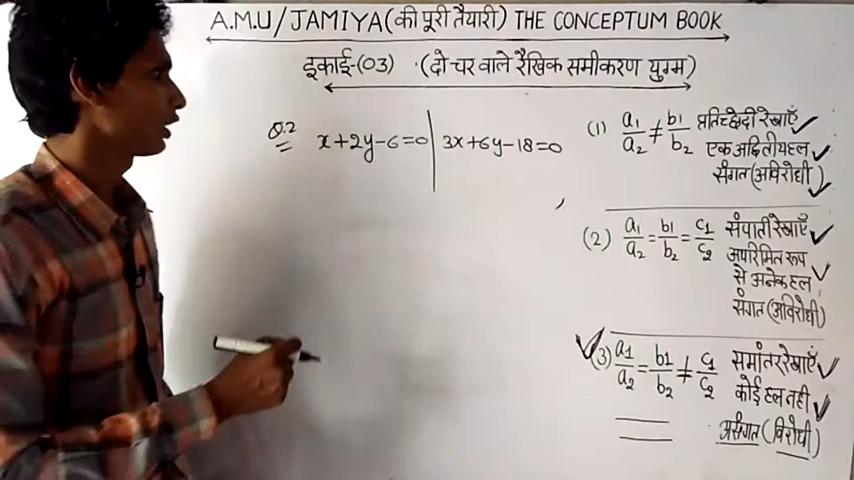 A.M.U/JAMIYA (की पूरी तैयारी) THE CONCEPTUM BOOK
इकाई-(03) (दो चर वाले रैखिक समीकरण युग्म)
Q.2 x+2y-6=0 | 3x+6y-18=0
(1) a₁/a₂ ≠ b₁/b₂ प्रतिच्छेदी रेखाएँ ✓
एक अद्वितीय हल ✓
संगत (अविरोधी) ✓
(2) a₁/a₂ = b₁/b₂ = c₁/c₂ संपाती रेखाएँ ✓
अपरिमित रूप
से अनेक हल ✓
संगत (अविरोधी)
✓ (3) a₁/a₂ = b₁/b₂ ≠ c₁/c₂ समांतर रेखाएँ ✓
कोई हल नही ✓
असंगत (विरोधी)